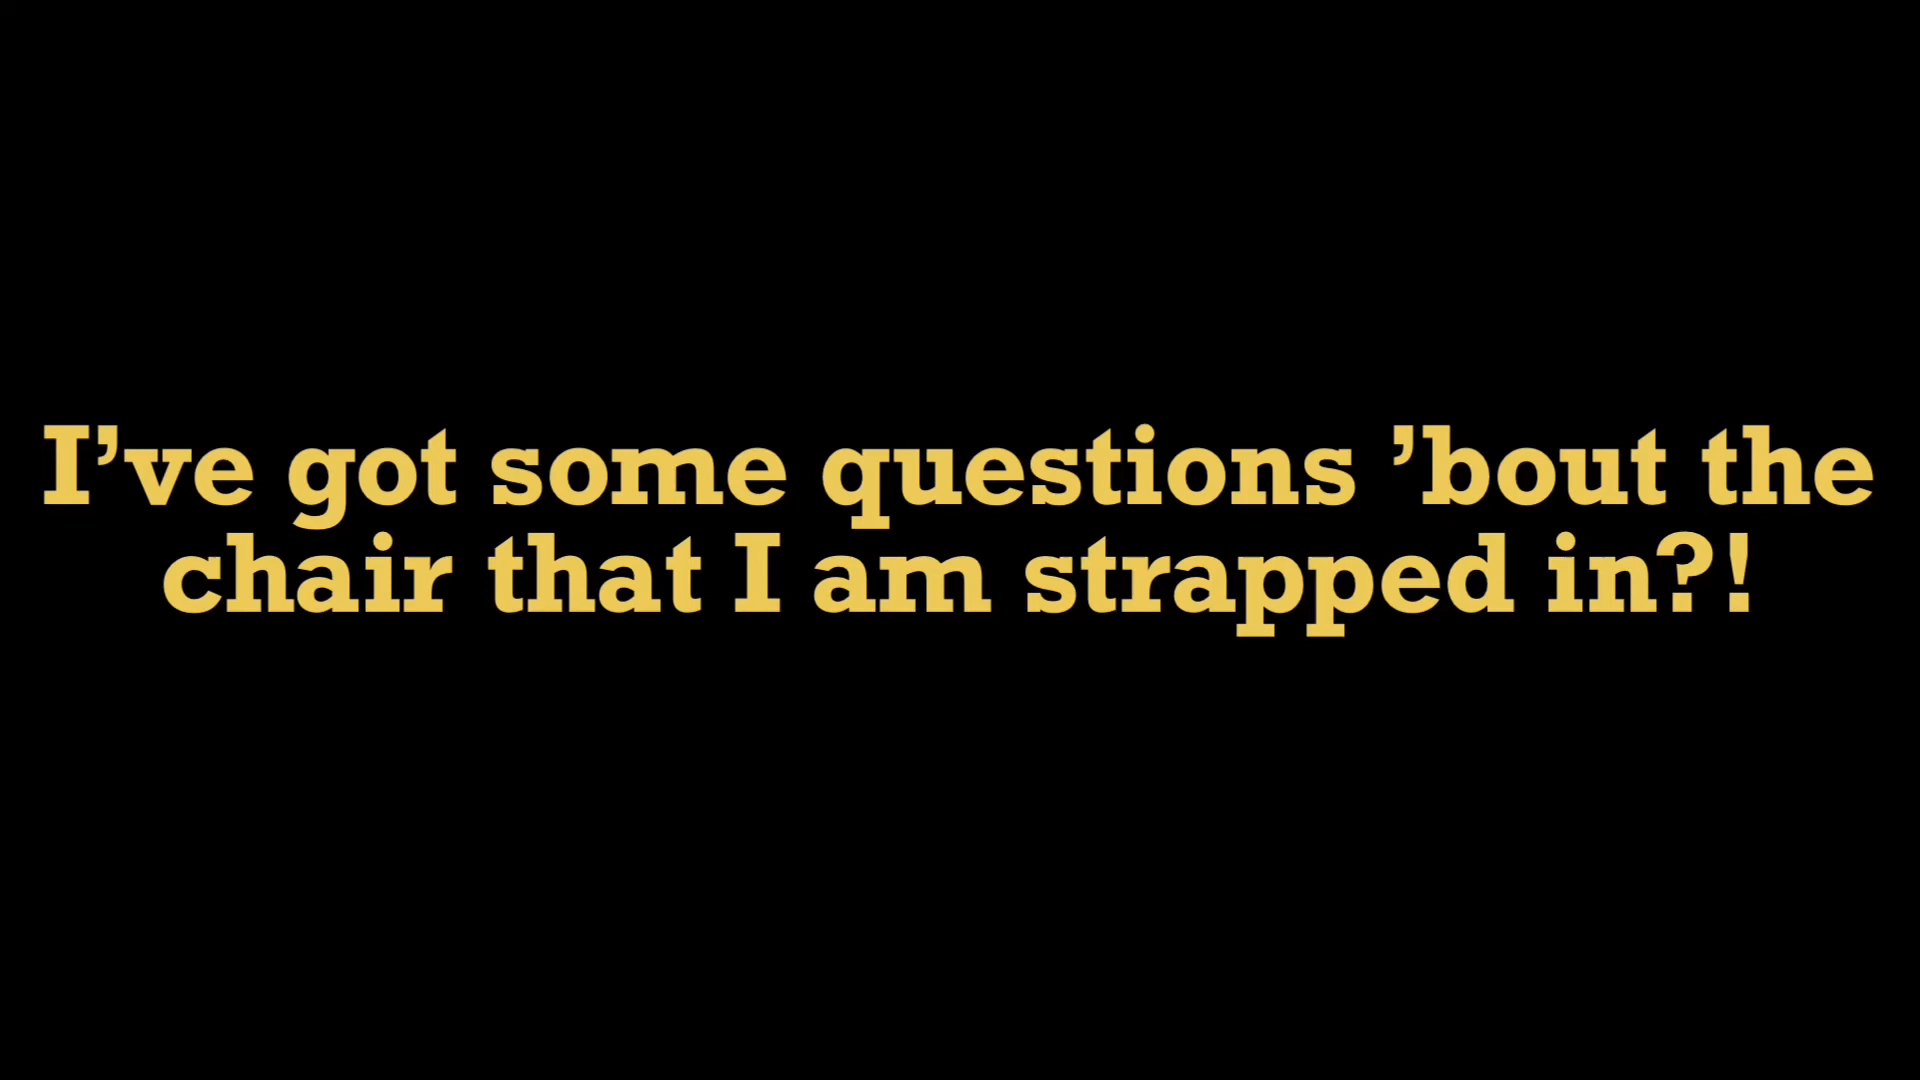 I’ve got some questions ’bout the
chair that I am strapped in?!